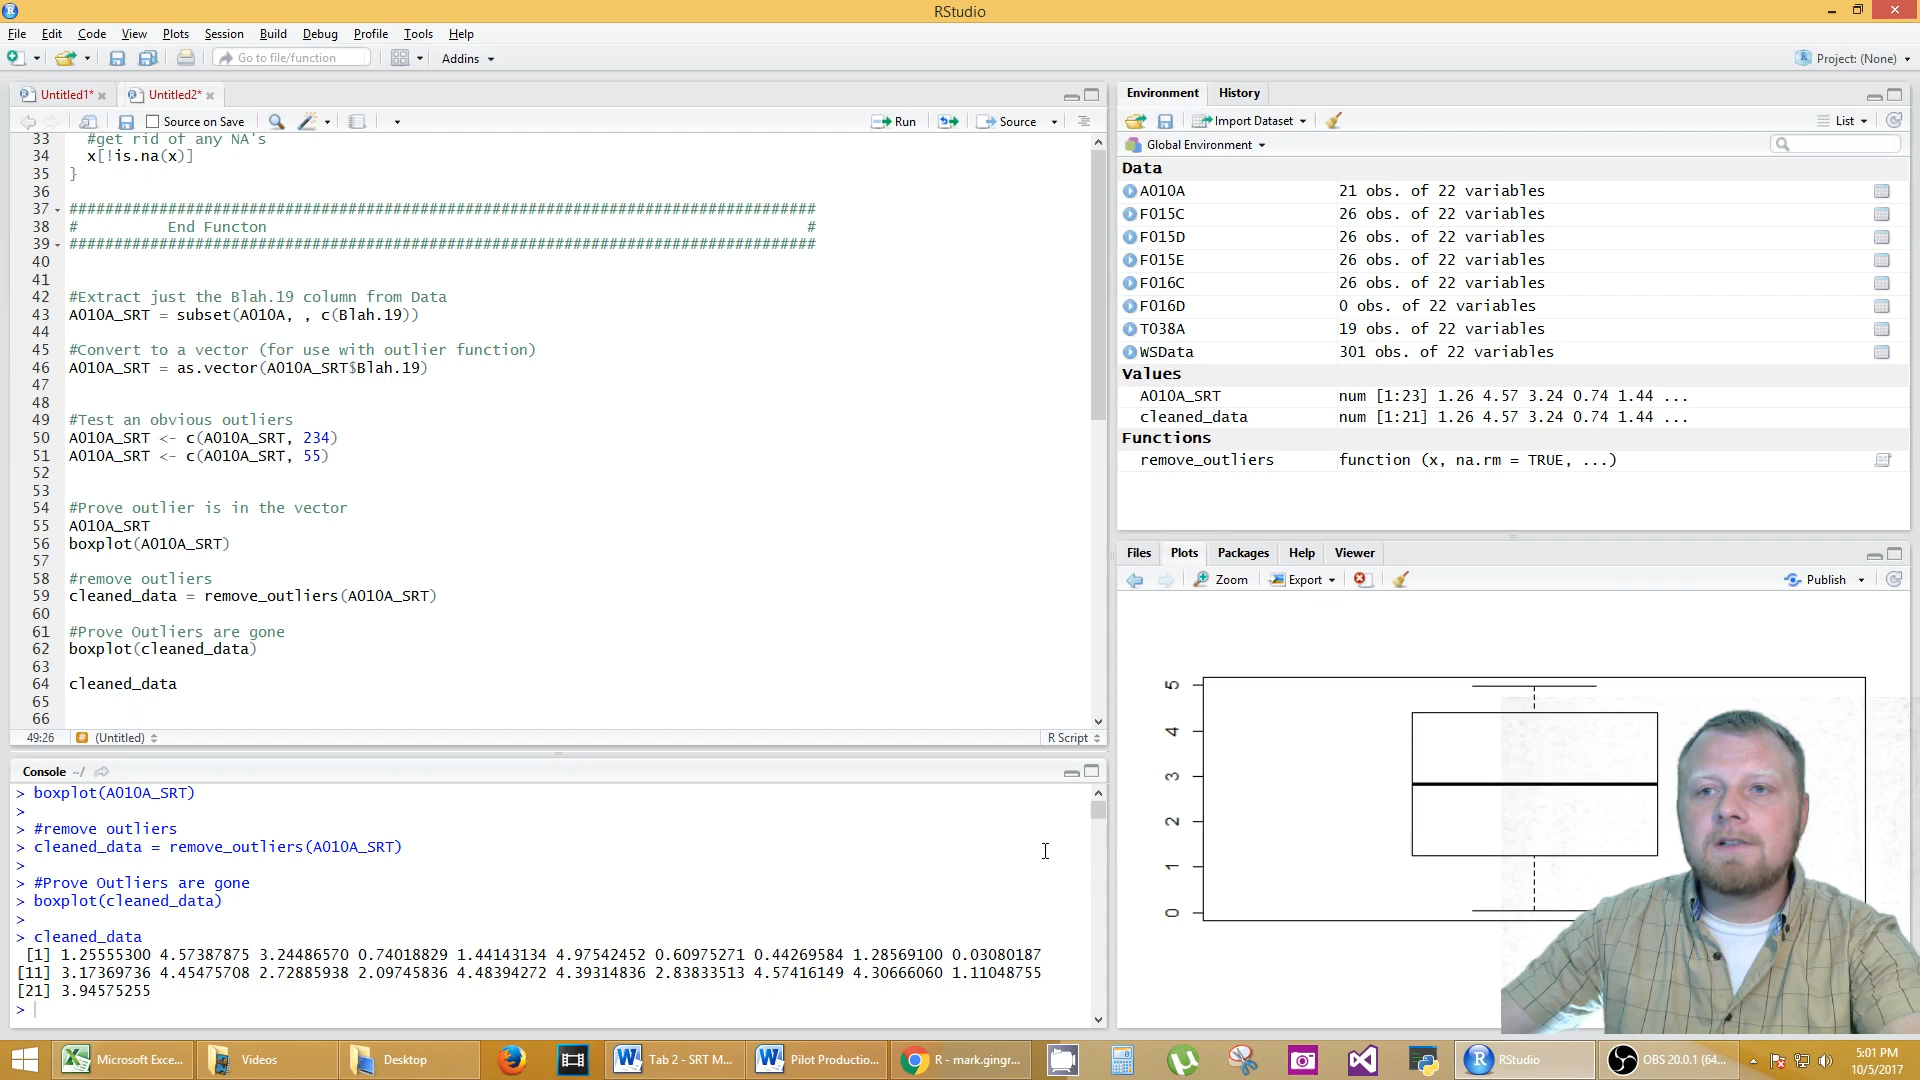 RStudio
File Edit Code View Plots Session Build Debug Profile Tools Help
Go to file/function Addins Project: (None)
Untitled1* Untitled2*
Source on Save Run Source
33 #get rid of any NA's
34 x[!is.na(x)]
35 }
36
37 ###################################################################################
38 # End Functon #
39 ###################################################################################
40
41
42 #Extract just the Blah.19 column from Data
43 A010A_SRT = subset(A010A, , c(Blah.19))
44
45 #Convert to a vector (for use with outlier function)
46 A010A_SRT = as.vector(A010A_SRT$Blah.19)
47
48
49 #Test an obvious outliers
50 A010A_SRT <- c(A010A_SRT, 234)
51 A010A_SRT <- c(A010A_SRT, 55)
52
53
54 #Prove outlier is in the vector
55 A010A_SRT
56 boxplot(A010A_SRT)
57
58 #remove outliers
59 cleaned_data = remove_outliers(A010A_SRT)
60
61 #Prove Outliers are gone
62 boxplot(cleaned_data)
63
64 cleaned_data
65
66
49:26 (Untitled) R Script
Console ~/
> boxplot(A010A_SRT)
>
> #remove outliers
> cleaned_data = remove_outliers(A010A_SRT)
>
> #Prove Outliers are gone
> boxplot(cleaned_data)
>
> cleaned_data
[1] 1.25555300 4.57387875 3.24486570 0.74018829 1.44143134 4.97542452 0.60975271 0.44269584 1.28569100 0.03080187
[11] 3.17369736 4.45475708 2.72885938 2.09745836 4.48394272 4.39314836 2.83833513 4.57416149 4.30666060 1.11048755
[21] 3.94575255
>
Environment History
Import Dataset List
Global Environment
Data
A010A 21 obs. of 22 variables
F015C 26 obs. of 22 variables
F015D 26 obs. of 22 variables
F015E 26 obs. of 22 variables
F016C 26 obs. of 22 variables
F016D 0 obs. of 22 variables
T038A 19 obs. of 22 variables
WSData 301 obs. of 22 variables
Values
A010A_SRT num [1:23] 1.26 4.57 3.24 0.74 1.44 ...
cleaned_data num [1:21] 1.26 4.57 3.24 0.74 1.44 ...
Functions
remove_outliers function (x, na.rm = TRUE, ...)
Files Plots Packages Help Viewer
Zoom Export Publish
5
4
3
2
1
0
Microsoft Exce... Videos Desktop Tab 2 - SRT M... Pilot Productio... R - mark.gingr... RStudio OBS 20.0.1 (64... 5:01 PM
10/5/2017